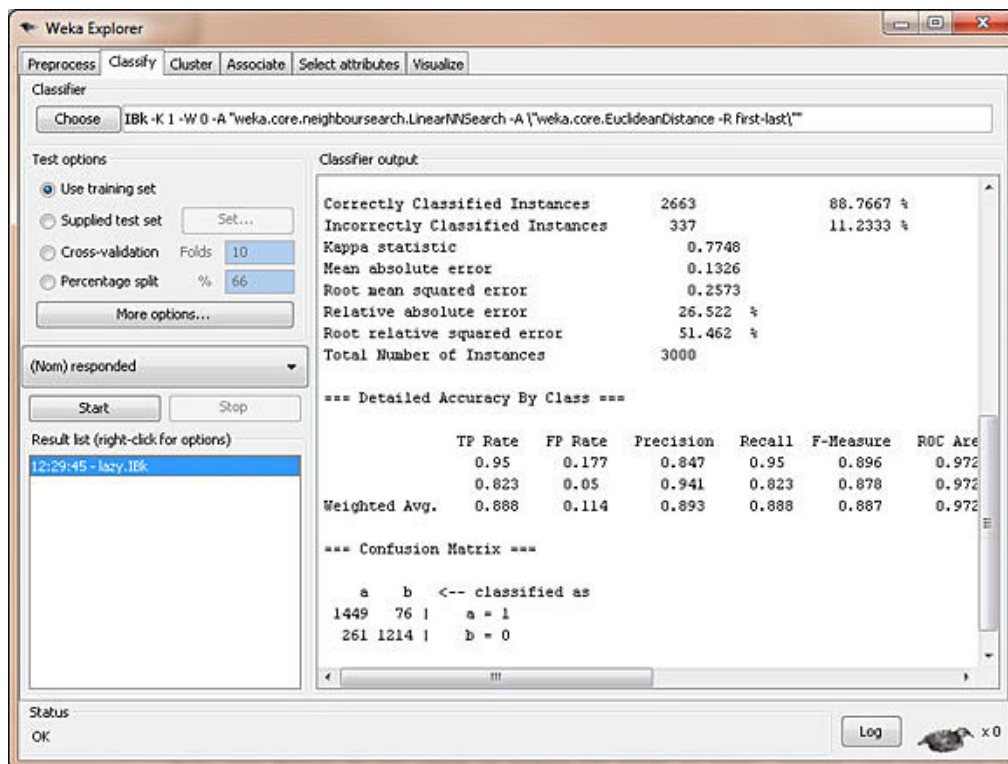 Weka Explorer
Preprocess Classify Cluster Associate Select attributes Visualize
Classifier
Choose IBk -K 1 -W 0 -A "weka.core.neighboursearch.LinearNNSearch -A \"weka.core.EuclideanDistance -R first-last\""
Test options
Use training set
Supplied test set Set...
Cross-validation Folds 10
Percentage split % 66
More options...
(Nom) responded
Start Stop
Result list (right-click for options)
12:29:45 - lazy.IBk
Classifier output
Correctly Classified Instances 2663 88.7667 %
Incorrectly Classified Instances 337 11.2333 %
Kappa statistic 0.7748
Mean absolute error 0.1326
Root mean squared error 0.2573
Relative absolute error 26.522 %
Root relative squared error 51.462 %
Total Number of Instances 3000
=== Detailed Accuracy By Class ===
TP Rate FP Rate Precision Recall F-Measure ROC Are
0.95 0.177 0.847 0.95 0.896 0.972
0.823 0.05 0.941 0.823 0.878 0.972
Weighted Avg. 0.888 0.114 0.893 0.888 0.887 0.972
=== Confusion Matrix ===
a b <-- classified as
1449 76 | a = 1
261 1214 | b = 0
Status
OK
Log x 0